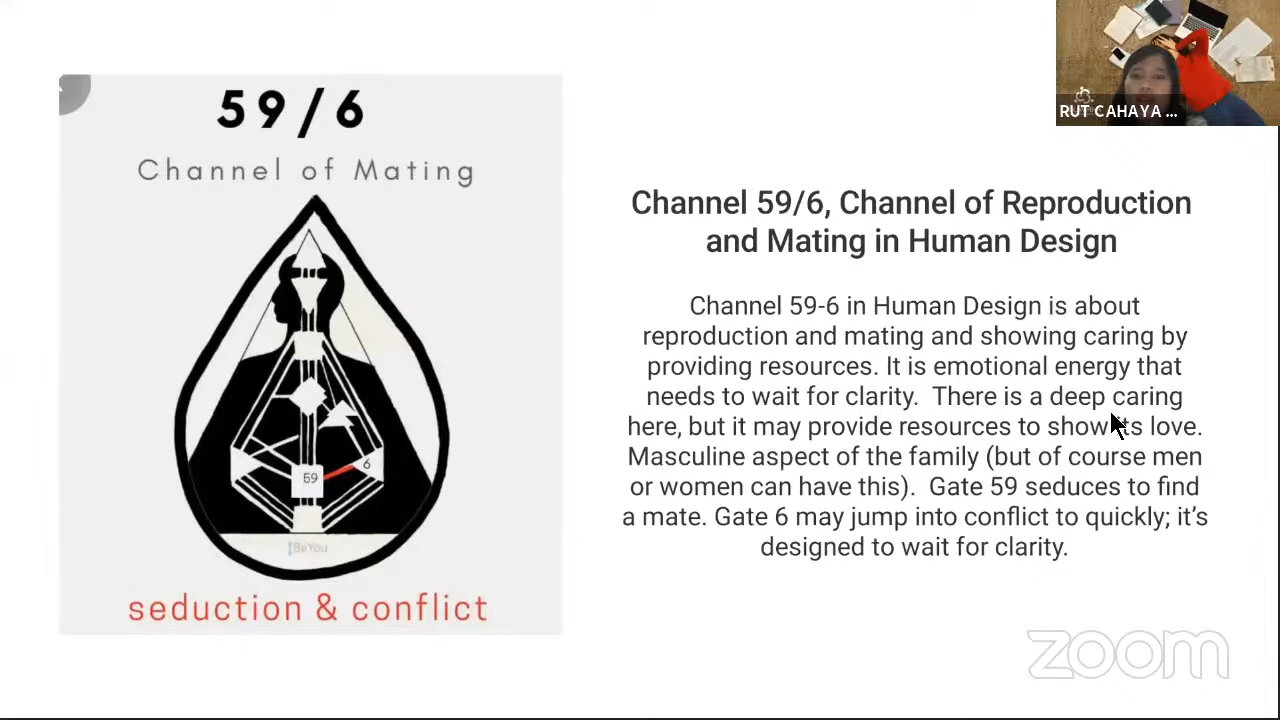 59/6
Channel of Mating
59
6
BeYou
seduction & conflict
RUT CAHAYA ...
Channel 59/6, Channel of Reproduction
and Mating in Human Design
Channel 59-6 in Human Design is about
reproduction and mating and showing caring by
providing resources. It is emotional energy that
needs to wait for clarity.  There is a deep caring
here, but it may provide resources to show its love.
Masculine aspect of the family (but of course men
or women can have this).  Gate 59 seduces to find
a mate. Gate 6 may jump into conflict to quickly; it’s
designed to wait for clarity.
zoom